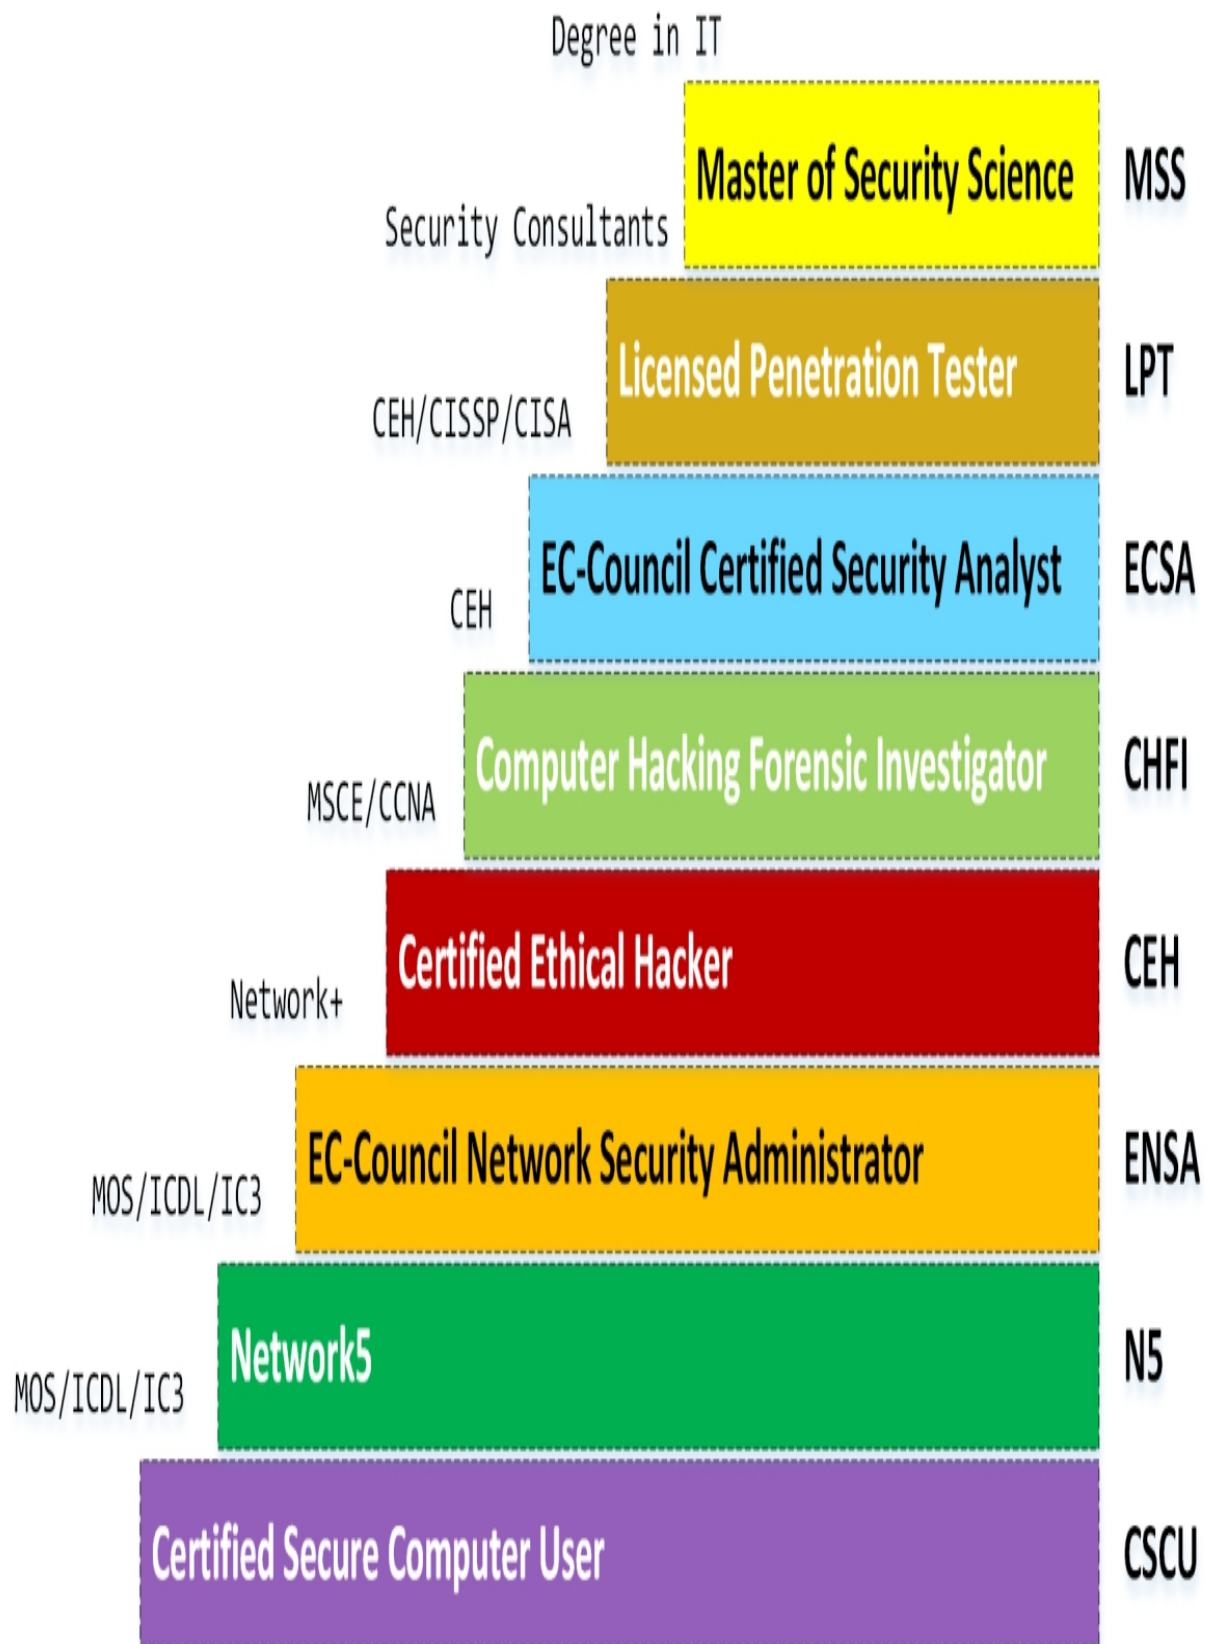 Degree in IT
Master of Security Science MSS
Security Consultants
Licensed Penetration Tester LPT
CEH/CISSP/CISA
EC-Council Certified Security Analyst ECSA
CEH
Computer Hacking Forensic Investigator CHFI
MSCE/CCNA
Certified Ethical Hacker CEH
Network+
EC-Council Network Security Administrator ENSA
MOS/ICDL/IC3
Network5 N5
MOS/ICDL/IC3
Certified Secure Computer User CSCU